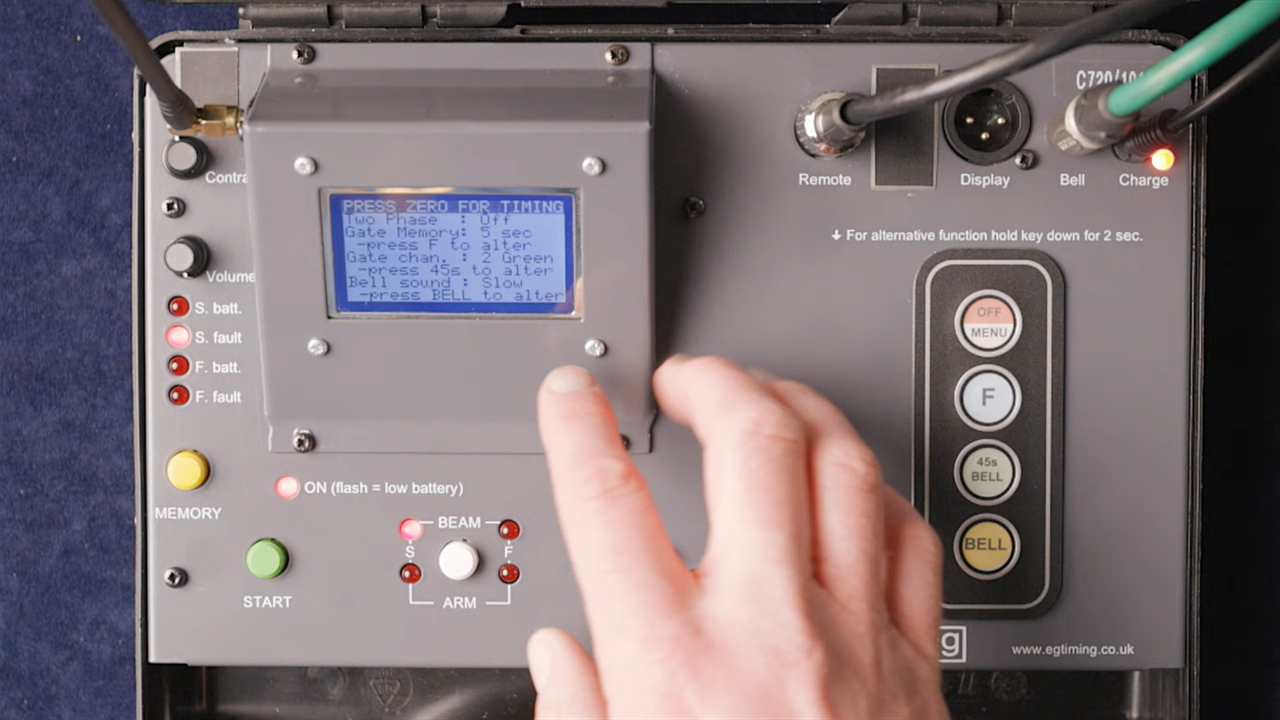 C720/10
Contra
Remote
Display
Bell
Charge
PRESS ZERO FOR TIMING
Two Phase : Off
Gate Memory: 5 sec
-press F to alter
Gate chan. : 2 Green
-press 45s to alter
Bell sound : Slow
-press BELL to alter
For alternative function hold key down for 2 sec.
Volume
S. batt.
S. fault
F. batt.
F. fault
OFF
MENU
F
45s
BELL
BELL
MEMORY
ON (flash = low battery)
BEAM
S
F
START
ARM
g
www.egtiming.co.uk